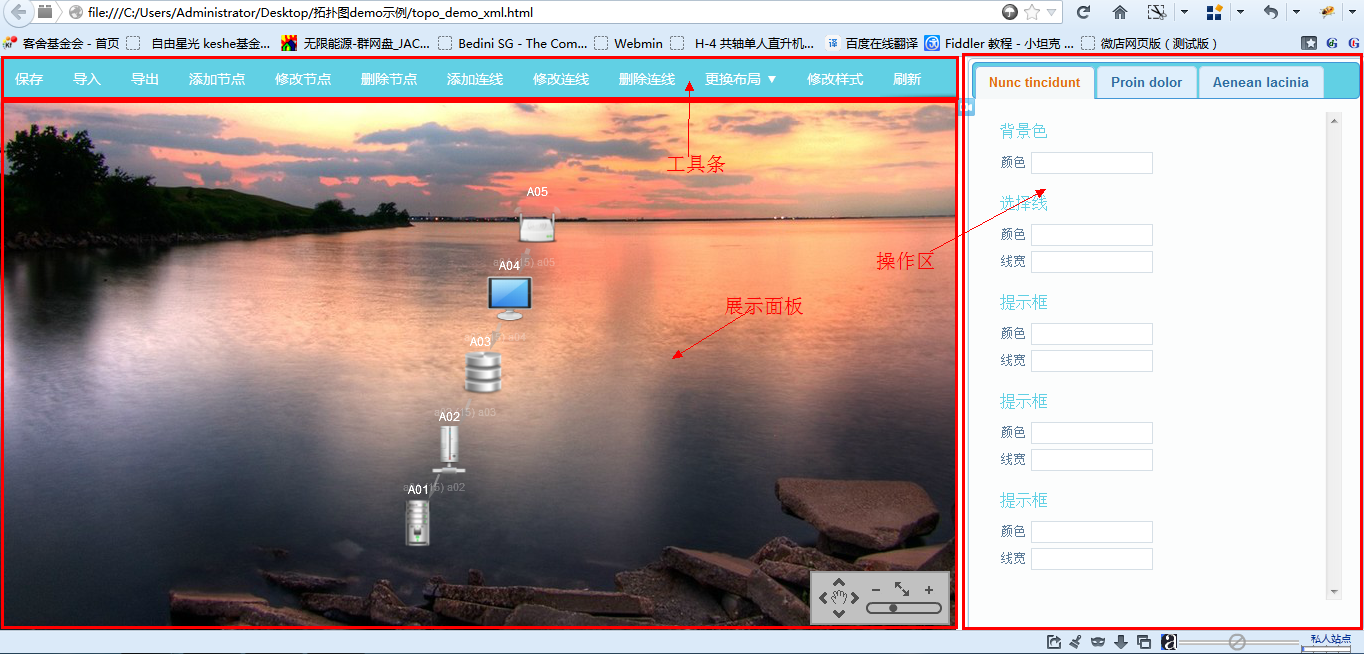 file:///C:/Users/Administrator/Desktop/拓扑图demo示例/topo_demo_xml.html
客舍基金会 - 首页 自由星光 keshe基金... 无限能源-群网盘_JAC... Bedini SG - The Com... Webmin H-4 共轴单人直升机... 译 百度在线翻译 Fiddler 教程 - 小坦克 ... 微店网页版（测试版）
保存 导入 导出 添加节点 修改节点 删除节点 添加连线 修改连线 删除连线 更换布局 ▼ 修改样式 刷新
工具条
A05
A04
展示面板
A03
A02
A01
Nunc tincidunt Proin dolor Aenean lacinia
背景色
颜色
选择线
颜色
操作区
线宽
提示框
颜色
线宽
提示框
颜色
线宽
提示框
颜色
线宽
私人站点